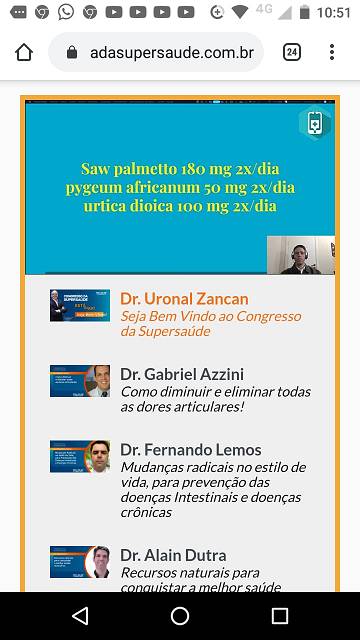 4G 10:51
adasupersaude.com.br 24
Saw palmetto 180 mg 2x/dia
pygeum africanum 50 mg 2x/dia
urtica dioica 100 mg 2x/dia
Dr. Uronal Zancan
Seja Bem Vindo ao Congresso
da Supersaúde
Dr. Gabriel Azzini
Como diminuir e eliminar todas
as dores articulares!
Dr. Fernando Lemos
Mudanças radicais no estilo de
vida, para prevenção das
doenças Intestinais e doenças
crônicas
Dr. Alain Dutra
Recursos naturais para
conquistar a melhor saúde